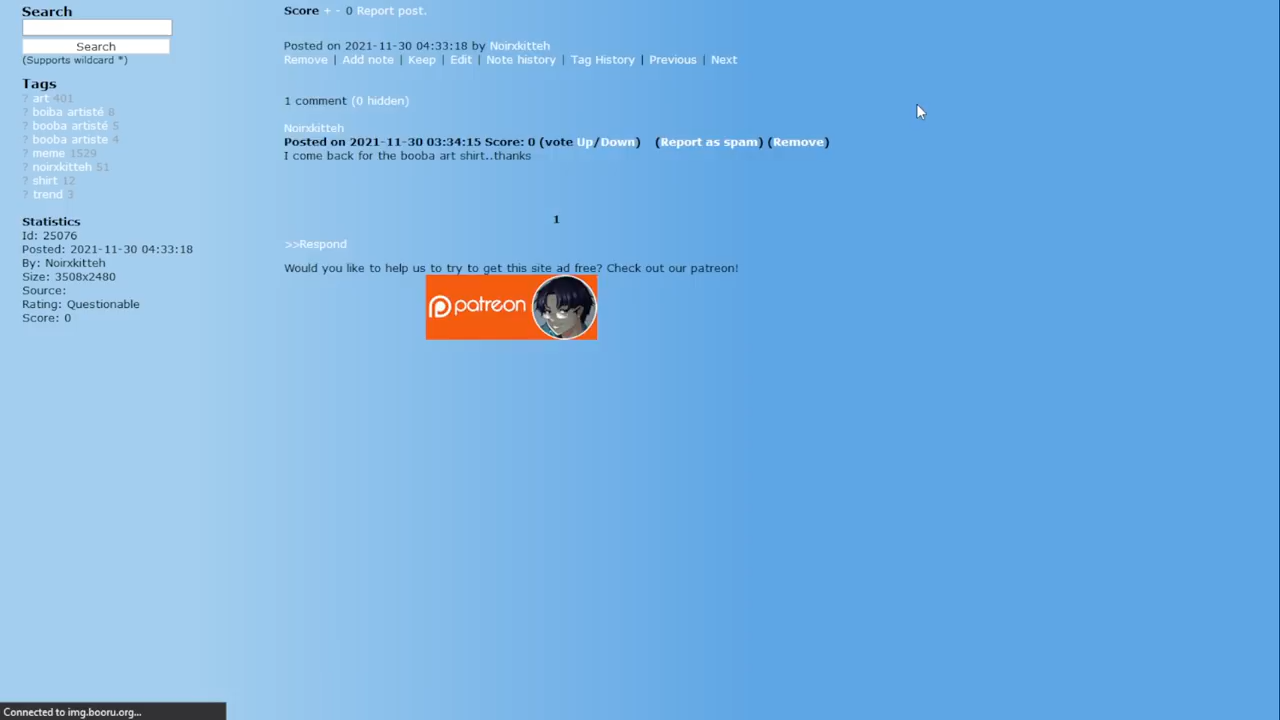 Search
Search
(Supports wildcard *)
Tags
? art 401
? boiba artisté 8
? booba artisté 5
? booba artiste 4
? meme 1529
? noirxkitteh 51
? shirt 12
? trend 3
Statistics
Id: 25076
Posted: 2021-11-30 04:33:18
By: Noirxkitteh
Size: 3508x2480
Source:
Rating: Questionable
Score: 0
Score + - 0 Report post.
Posted on 2021-11-30 04:33:18 by Noirxkitteh
Remove | Add note | Keep | Edit | Note history | Tag History | Previous | Next
1 comment (0 hidden)
Noirxkitteh
Posted on 2021-11-30 03:34:15 Score: 0 (vote Up/Down) (Report as spam) (Remove)
I come back for the booba art shirt..thanks
1
>>Respond
Would you like to help us to try to get this site ad free? Check out our patreon!
patreon
Connected to img.booru.org...